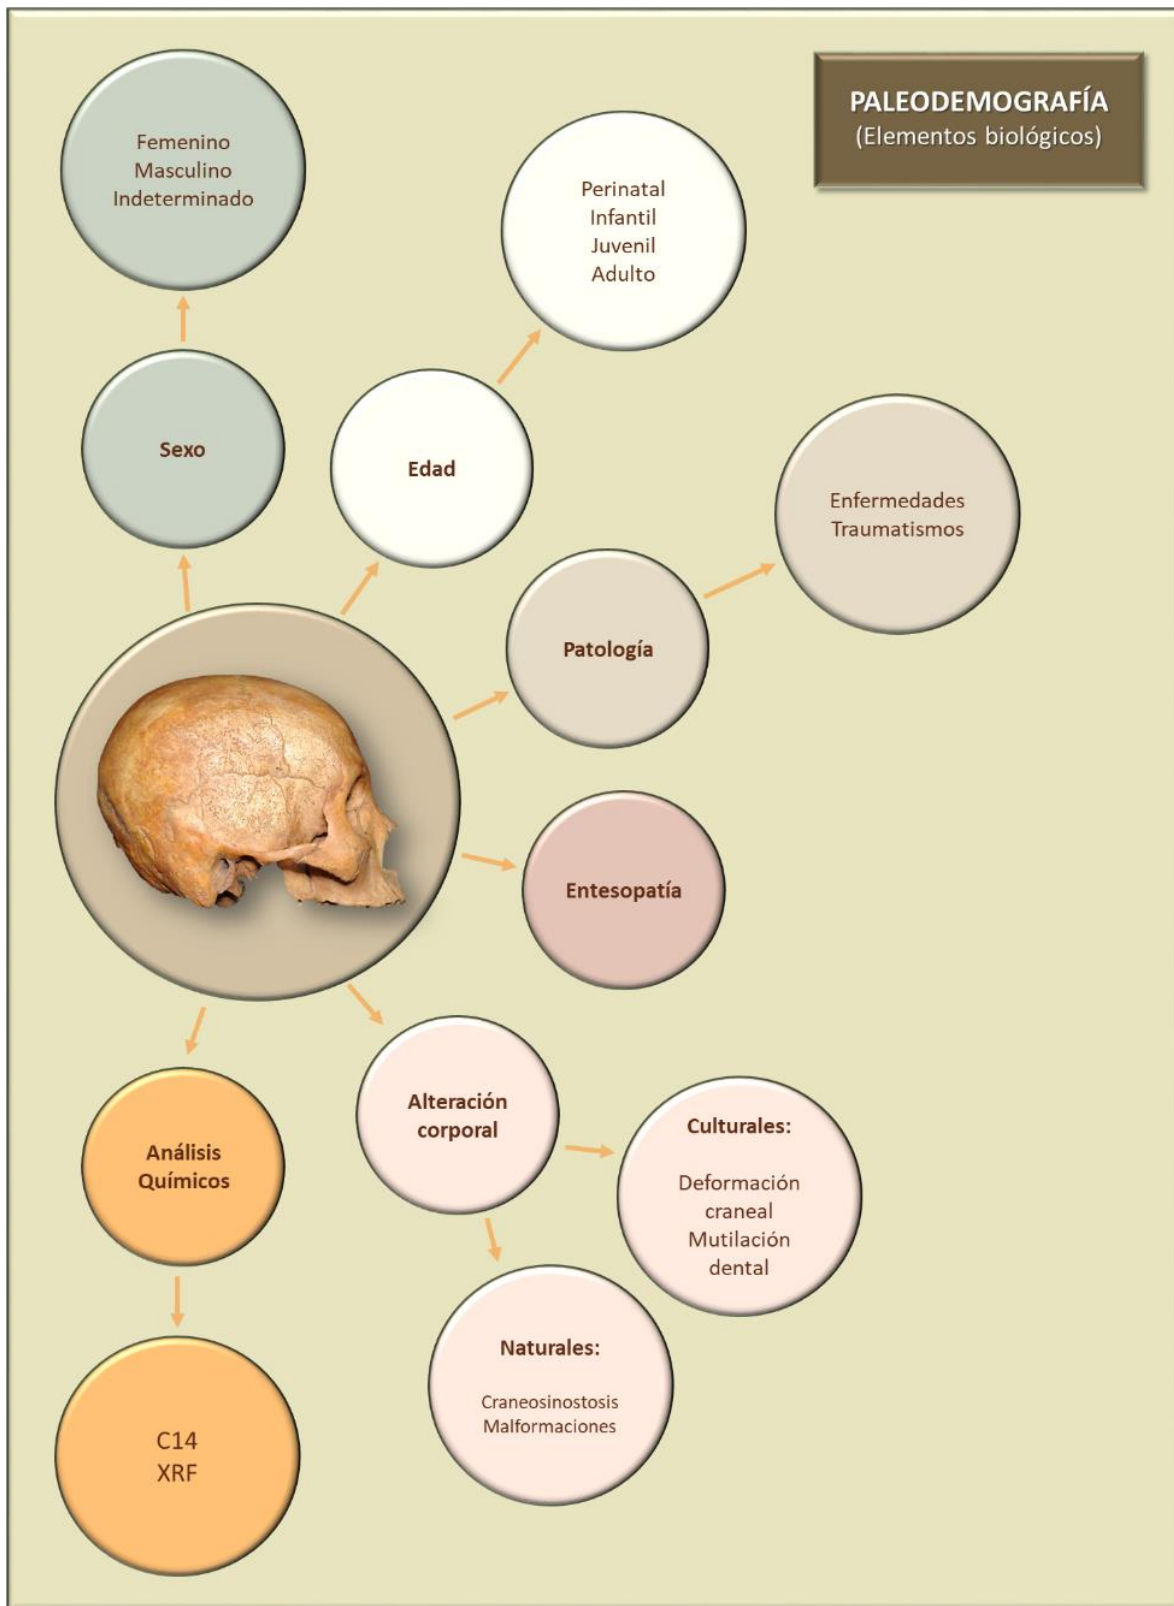 PALEODEMOGRAFÍA
(Elementos biológicos)
Femenino
Masculino
Indeterminado
Sexo
Perinatal
Infantil
Juvenil
Adulto
Edad
Enfermedades
Traumatismos
Patología
Entesopatía
Alteración
corporal
Culturales:
Deformación
craneal
Mutilación
dental
Naturales:
Craneosinostosis
Malformaciones
Análisis
Químicos
C14
XRF